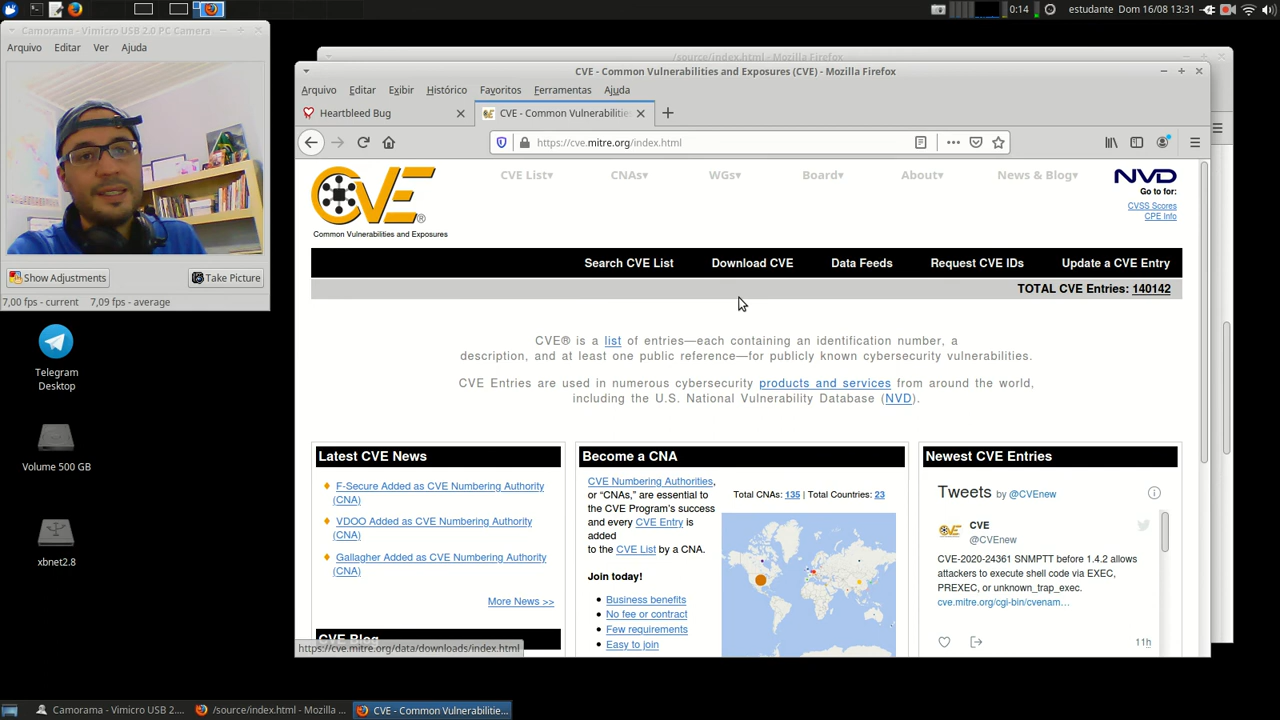 0:14
estudante Dom 16/08 13:31
Camorama - Vimicro USB 2.0 PC Camera
Arquivo Editar Ver Ajuda
Show Adjustments
Take Picture
7,00 fps - current 7,09 fps - average
Telegram
Desktop
Volume 500 GB
xbnet2.8
/source/index.html - Mozilla Firefox
CVE - Common Vulnerabilities and Exposures (CVE) - Mozilla Firefox
Arquivo Editar Exibir Histórico Favoritos Ferramentas Ajuda
Heartbleed Bug
CVE - Common Vulnerabilities
https://cve.mitre.org/index.html
CVE®
Common Vulnerabilities and Exposures
CVE List▾ CNAs▾ WGs▾ Board▾ About▾ News & Blog▾
NVD
Go to for:
CVSS Scores
CPE Info
Search CVE List Download CVE Data Feeds Request CVE IDs Update a CVE Entry
TOTAL CVE Entries: 140142
CVE® is a list of entries—each containing an identification number, a
description, and at least one public reference—for publicly known cybersecurity vulnerabilities.
CVE Entries are used in numerous cybersecurity products and services from around the world,
including the U.S. National Vulnerability Database (NVD).
Latest CVE News
F-Secure Added as CVE Numbering Authority
(CNA)
VDOO Added as CVE Numbering Authority
(CNA)
Gallagher Added as CVE Numbering Authority
(CNA)
More News >>
CVE Blog
Become a CNA
CVE Numbering Authorities,
or “CNAs,” are essential to
the CVE Program's success
and every CVE Entry is
added
to the CVE List by a CNA.
Join today!
Business benefits
No fee or contract
Few requirements
Easy to join
Total CNAs: 135 | Total Countries: 23
Newest CVE Entries
Tweets by @CVEnew
CVE
@CVEnew
CVE-2020-24361 SNMPTT before 1.4.2 allows
attackers to execute shell code via EXEC,
PREXEC, or unknown_trap_exec.
cve.mitre.org/cgi-bin/cvenam…
11h
https://cve.mitre.org/data/downloads/index.html
Camorama - Vimicro USB 2....
/source/index.html - Mozilla ...
CVE - Common Vulnerabilitie...